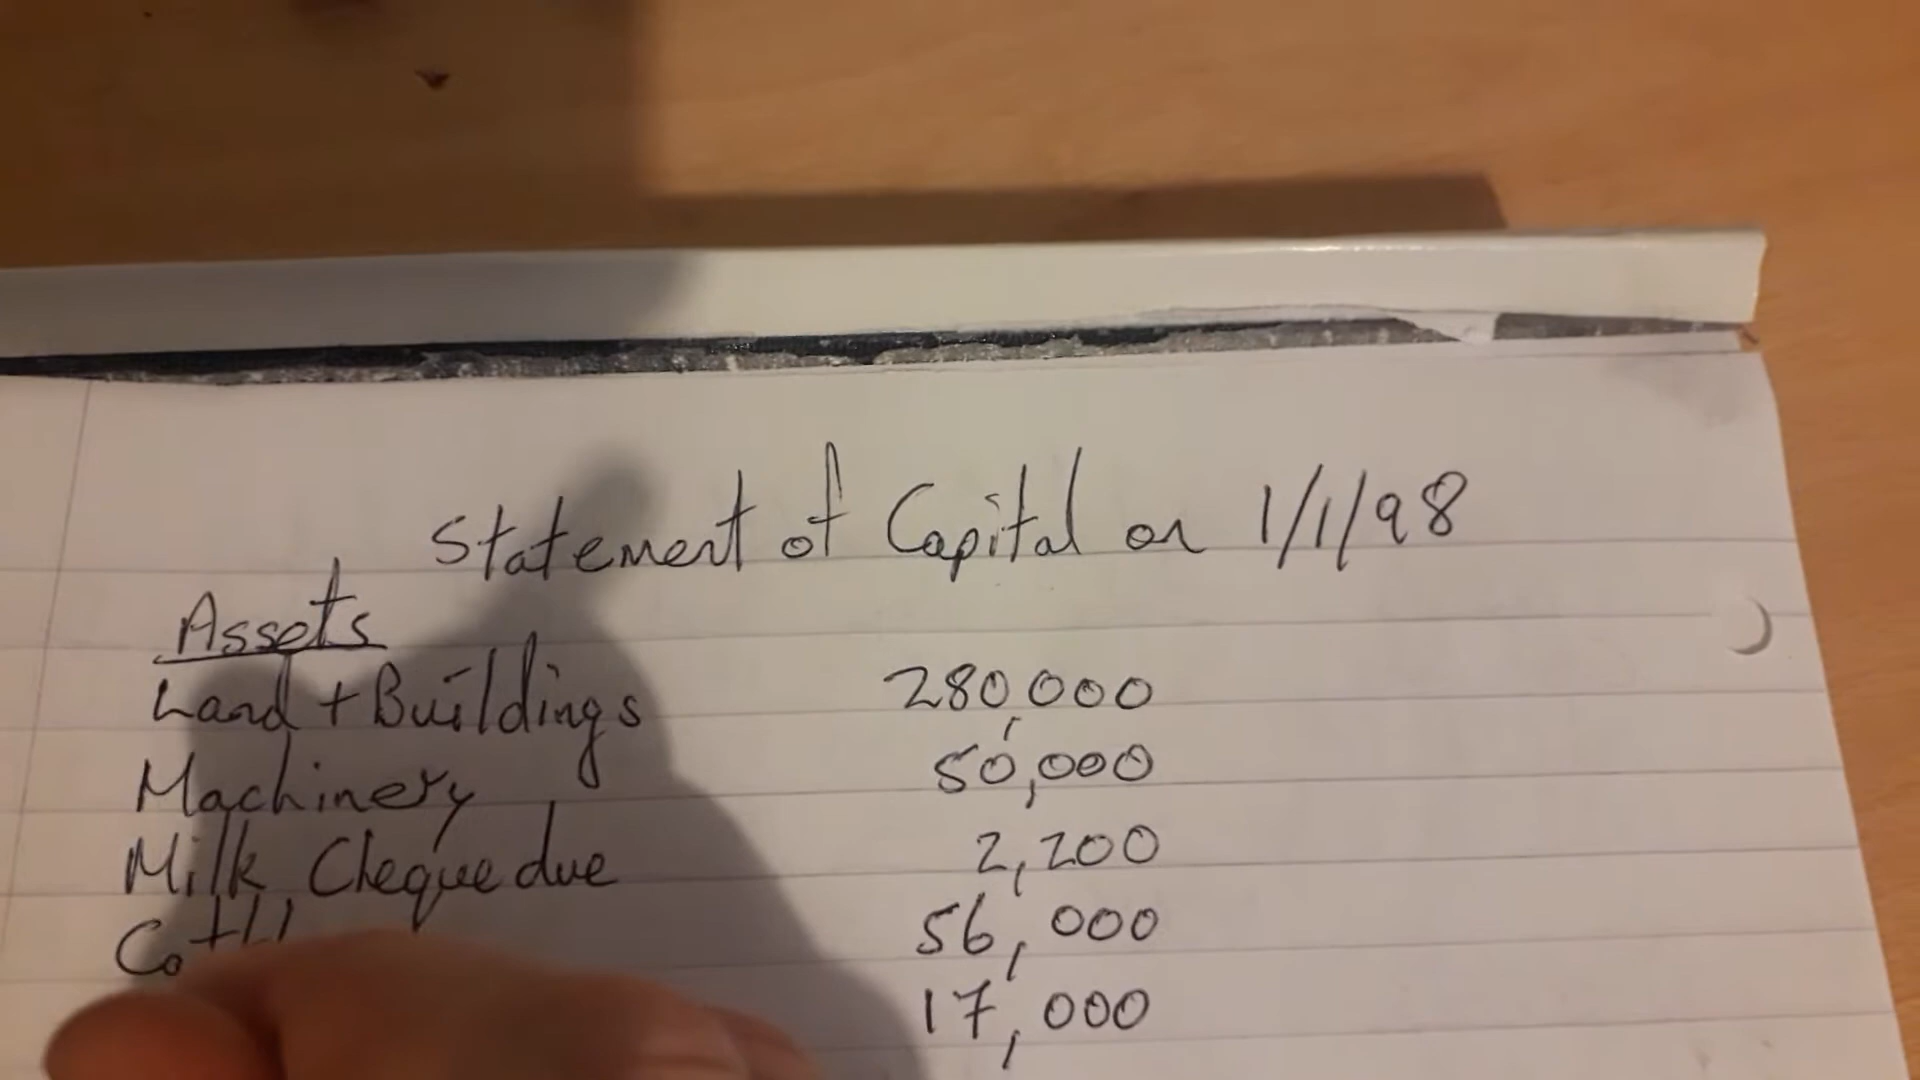 Statement of Capital on 1/1/98
Assets
Land + Buildings 280,000
Machinery 50,000
Milk Cheque due 2,200
56,000
17,000